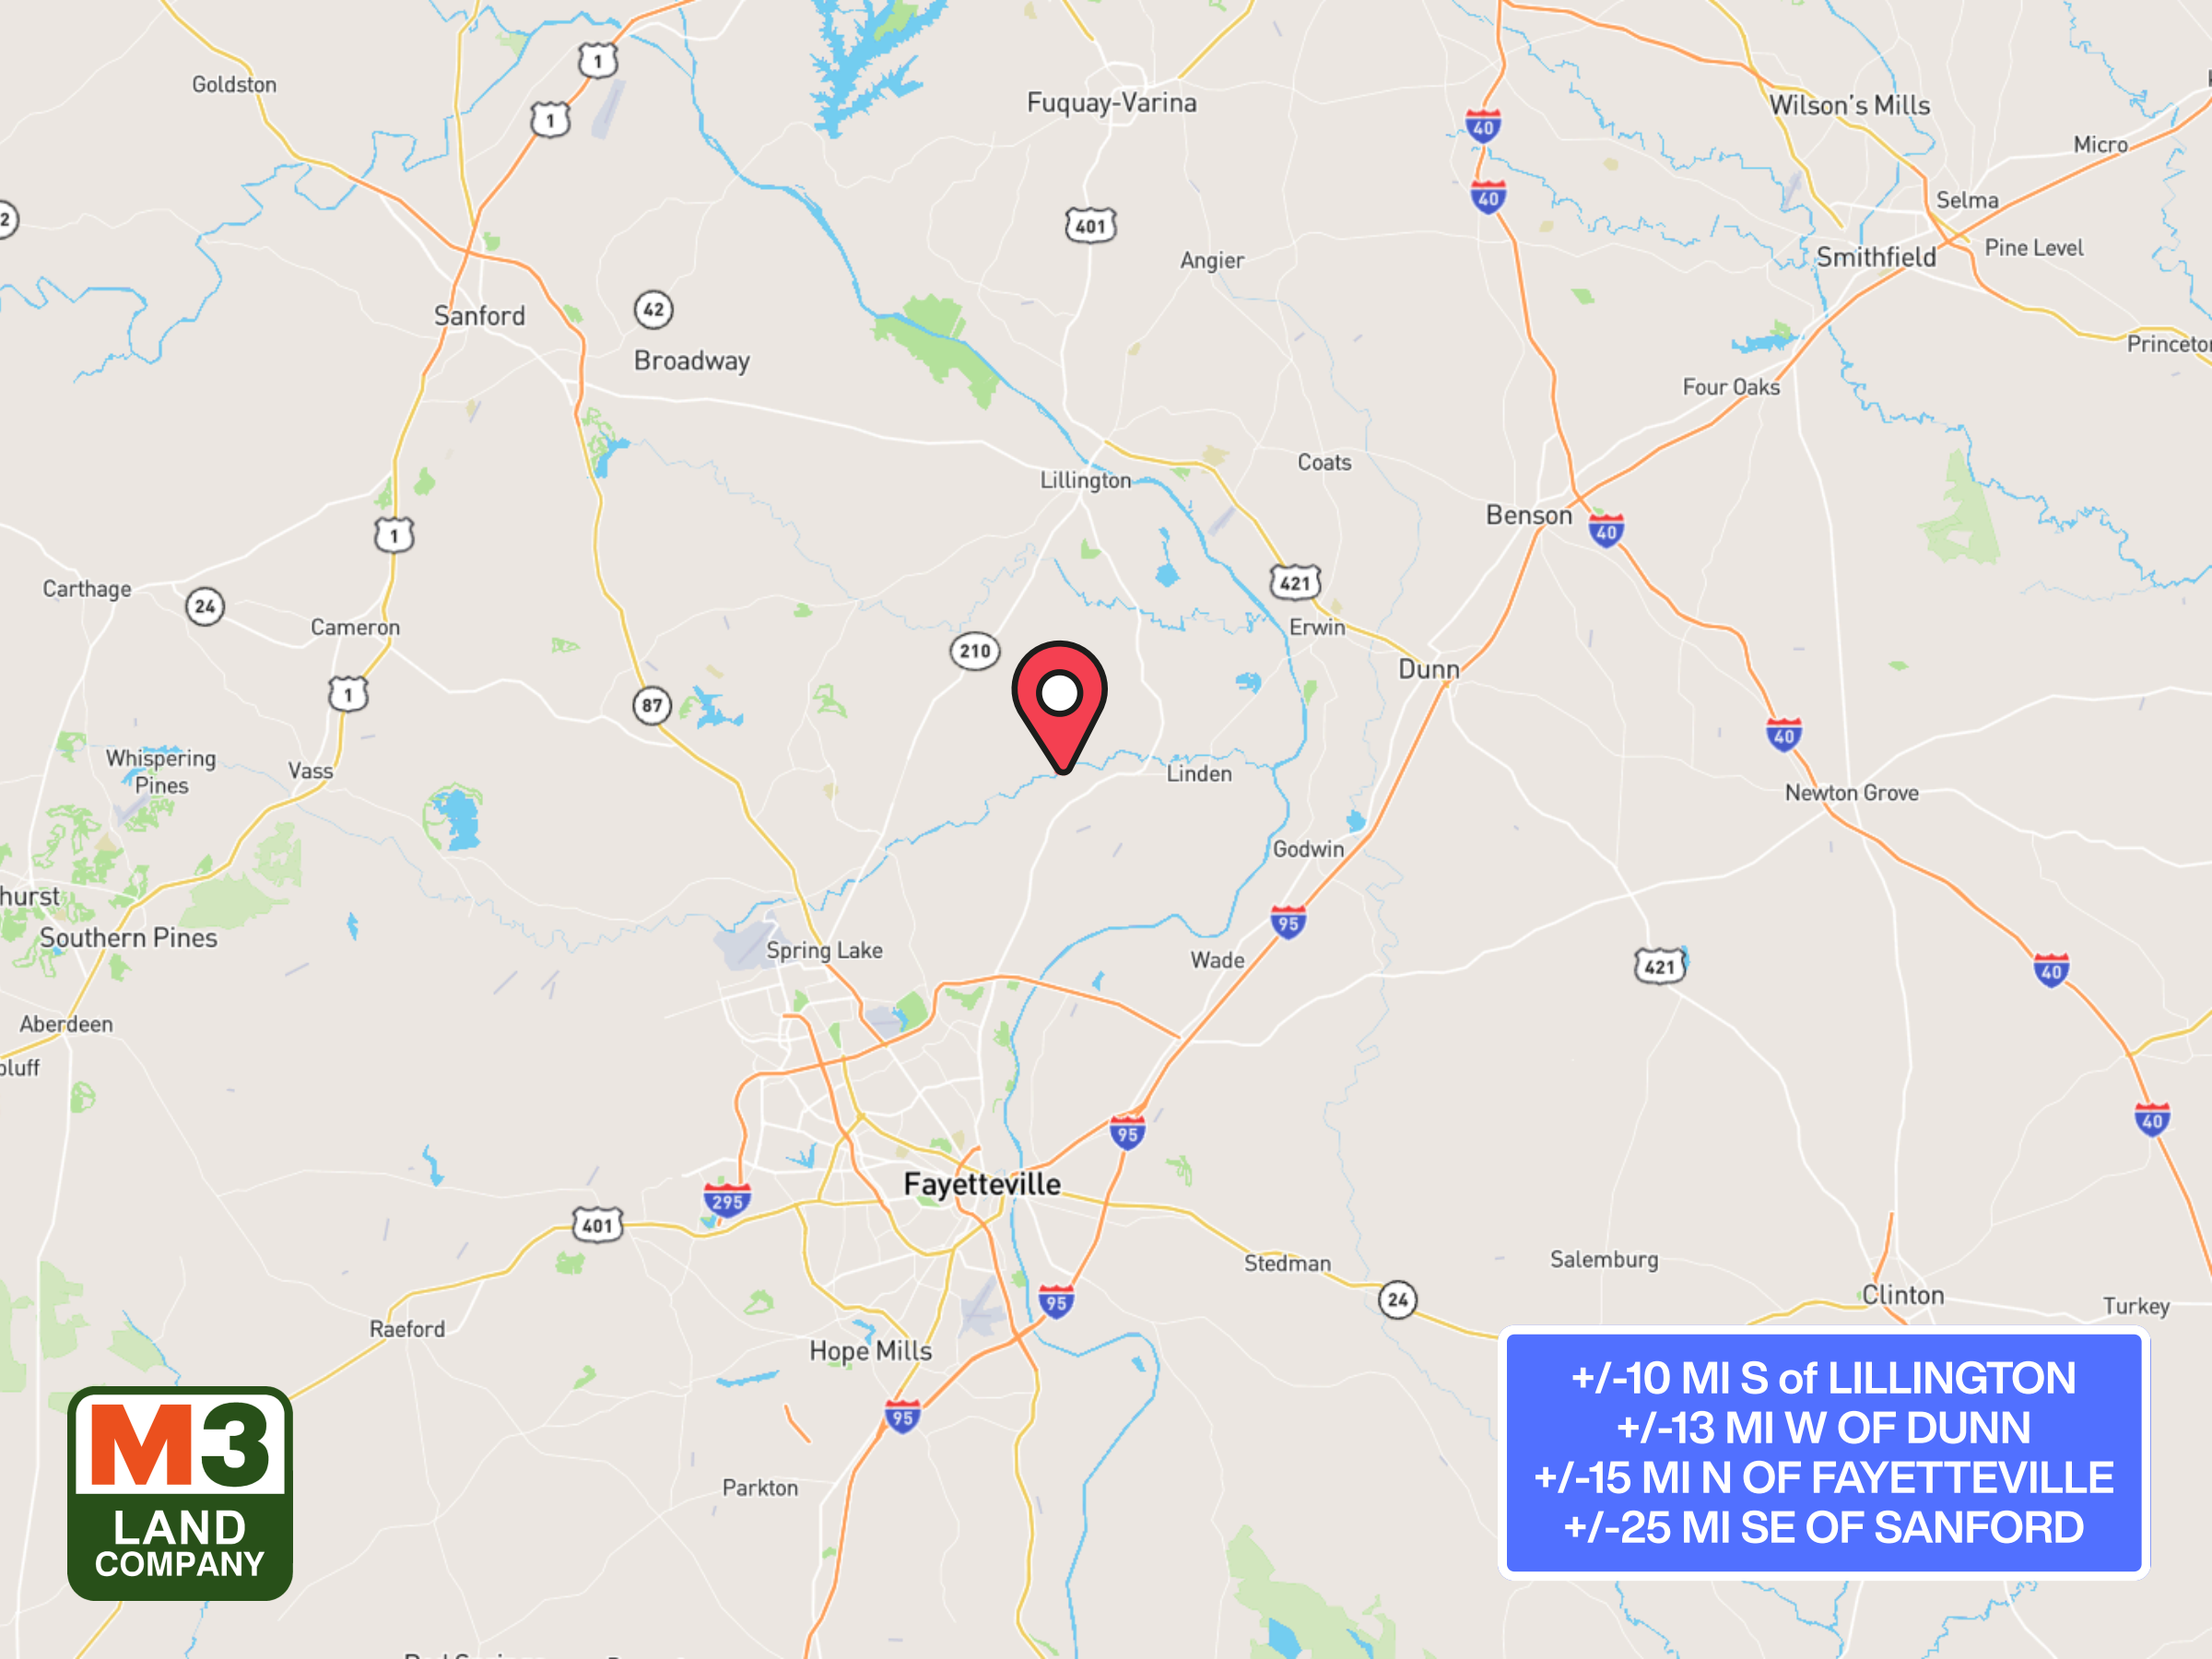 1
Goldston
Fuquay-Varina
Wilson's Mills
1
40
Micro
40
Selma
2
401
Angier
Smithfield
Pine Level
Sanford
42
Broadway
Princeto
Four Oaks
Coats
Lillington
Benson
40
1
Carthage
24
421
Cameron
Erwin
210
Dunn
1
87
40
Whispering
Pines
Vass
Linden
Newton Grove
Godwin
hurst
95
Southern Pines
Spring Lake
Wade
421
40
Aberdeen
bluff
95
40
Fayetteville
295
401
Stedman
Salemburg
24
Clinton
95
Turkey
Raeford
Hope Mills
95
Parkton
+/-10 MI S of LILLINGTON
+/-13 MI W OF DUNN
+/-15 MI N OF FAYETTEVILLE
+/-25 MI SE OF SANFORD
M3
LAND
COMPANY